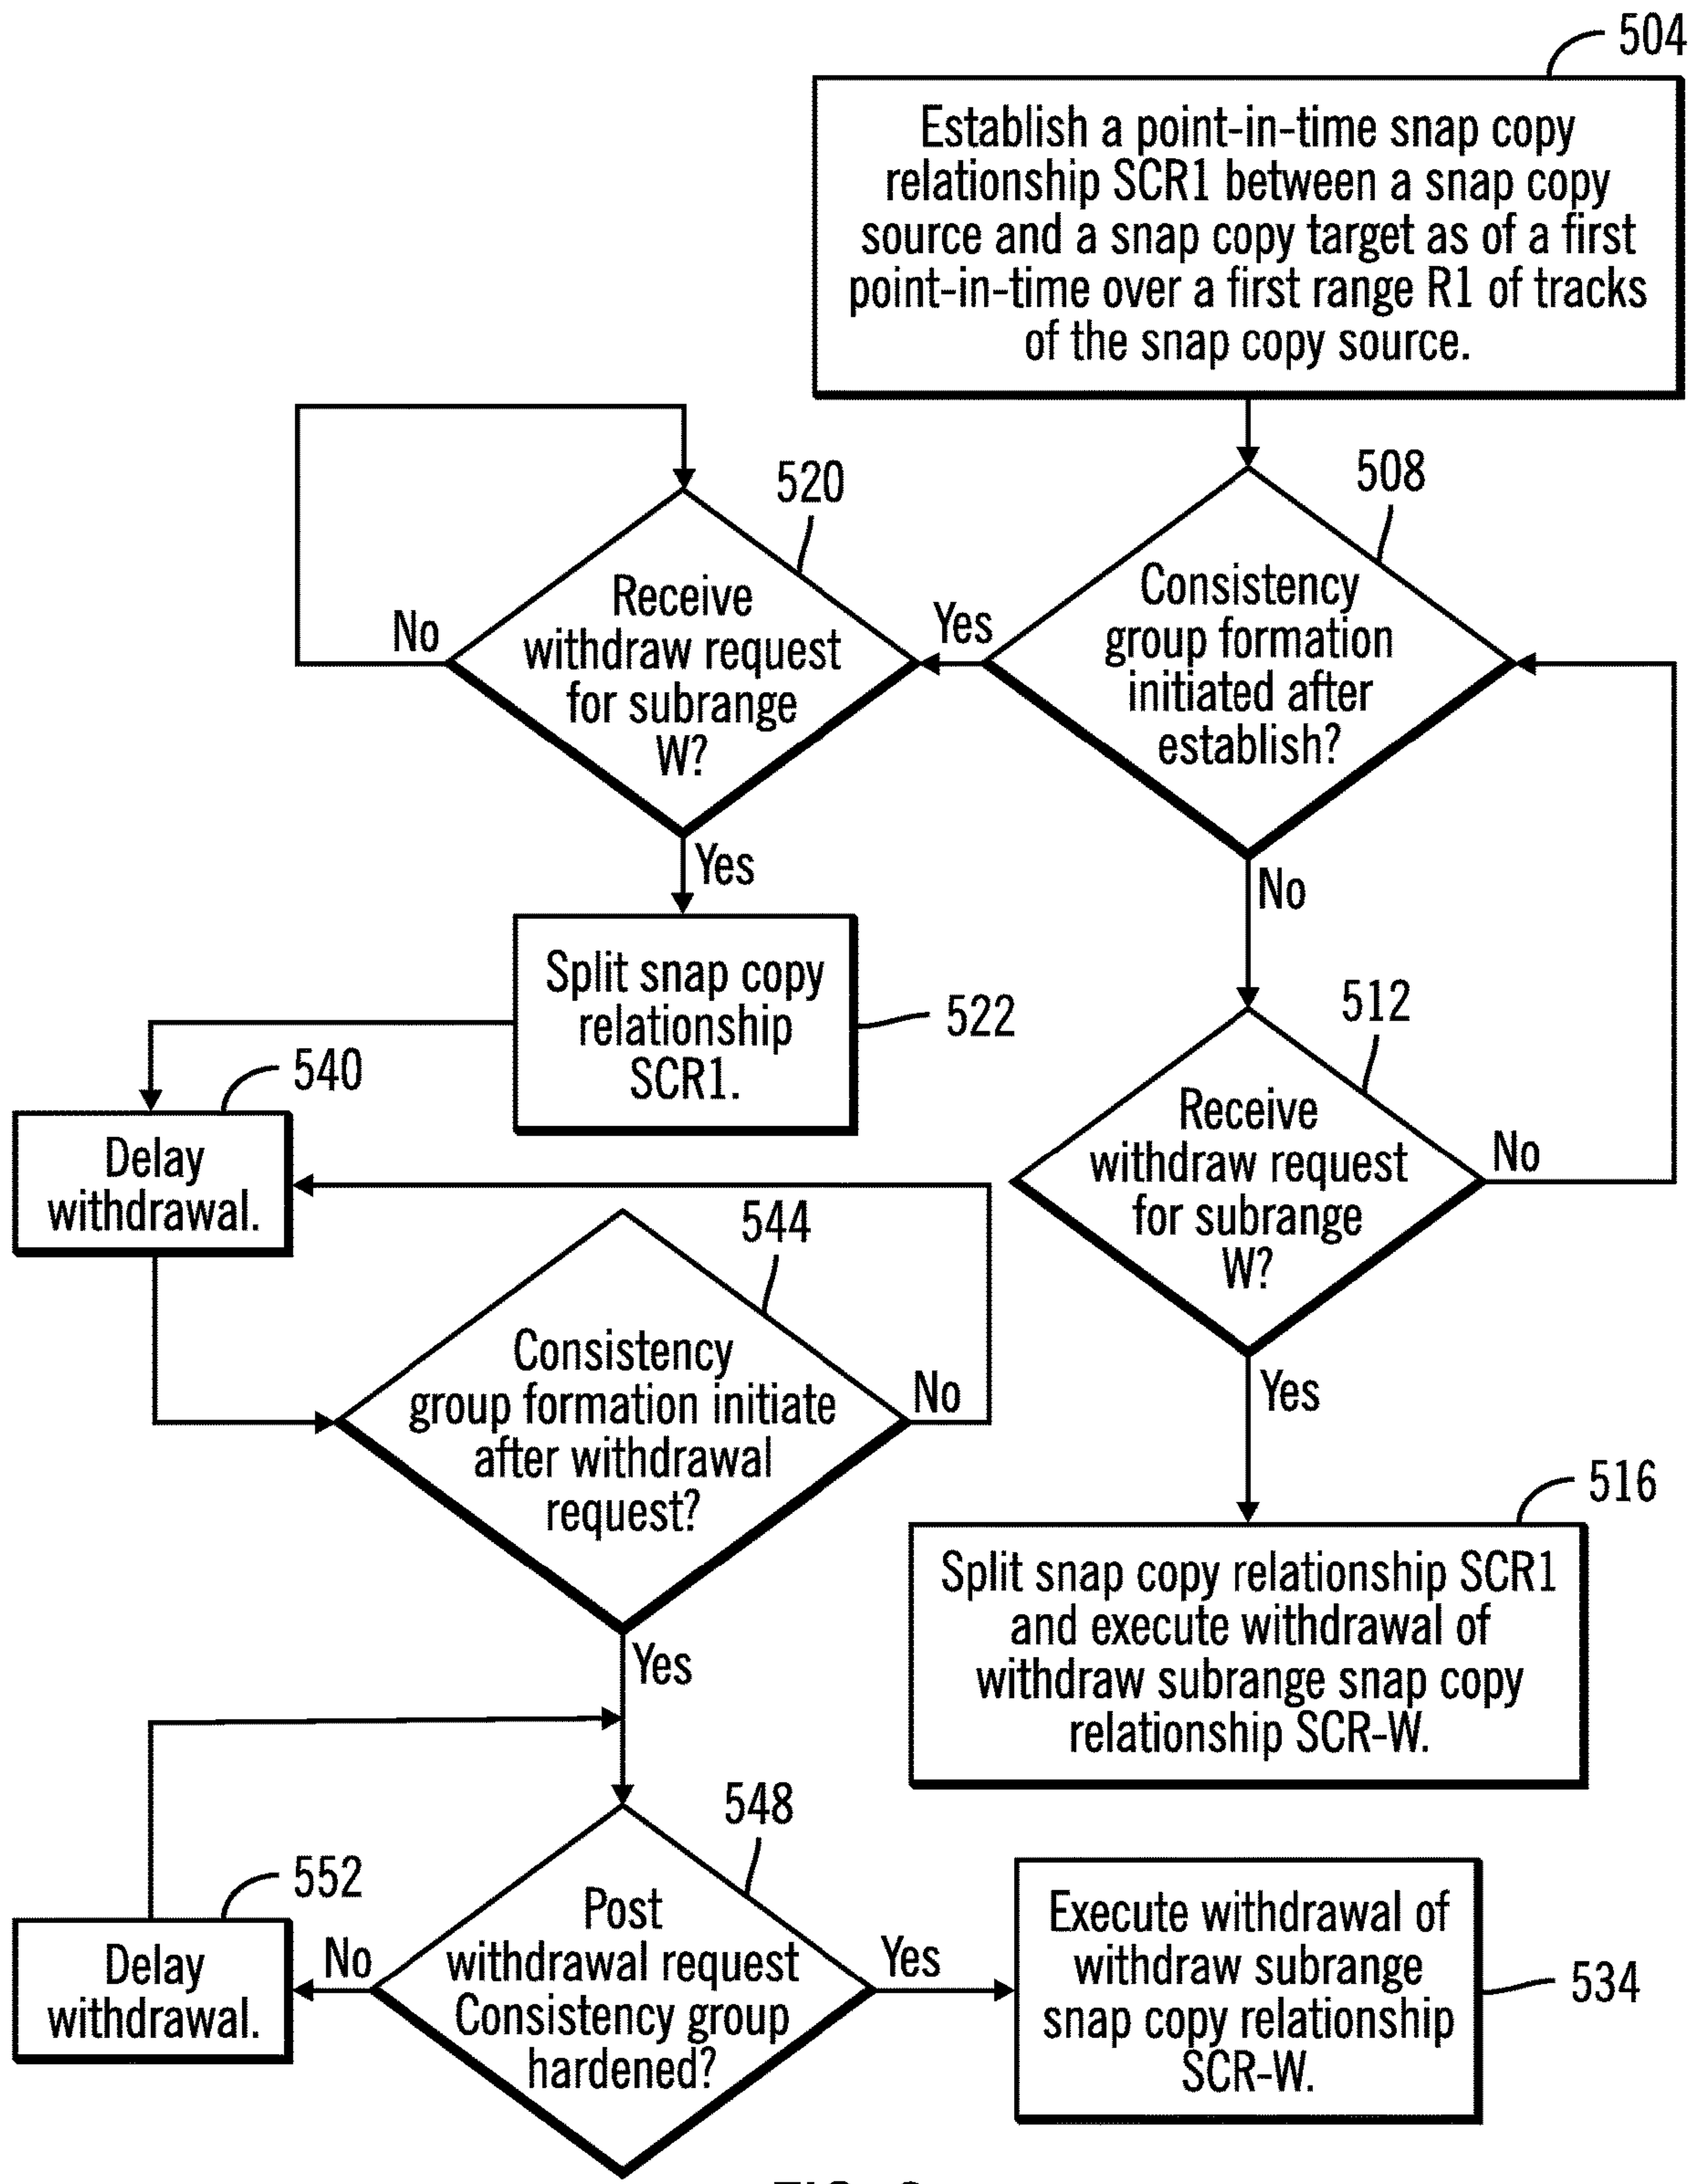 504
Establish a point-in-time snap copy
relationship SCR1 between a snap copy
source and a snap copy target as of a first
point-in-time over a first range R1 of tracks
of the snap copy source.
520
508
Receive
withdraw request
for subrange
W?
No
Yes
Consistency
group formation
initiated after
establish?
Yes
No
Split snap copy
relationship
SCR1.
522
512
540
Delay
withdrawal.
Receive
withdraw request
for subrange
W?
No
544
Consistency
group formation initiate
after withdrawal
request?
No
Yes
516
Split snap copy relationship SCR1
and execute withdrawal of
withdraw subrange snap copy
relationship SCR-W.
Yes
548
552
Delay
withdrawal.
No
Post
withdrawal request
Consistency group
hardened?
Yes
Execute withdrawal of
withdraw subrange
snap copy relationship
SCR-W.
534